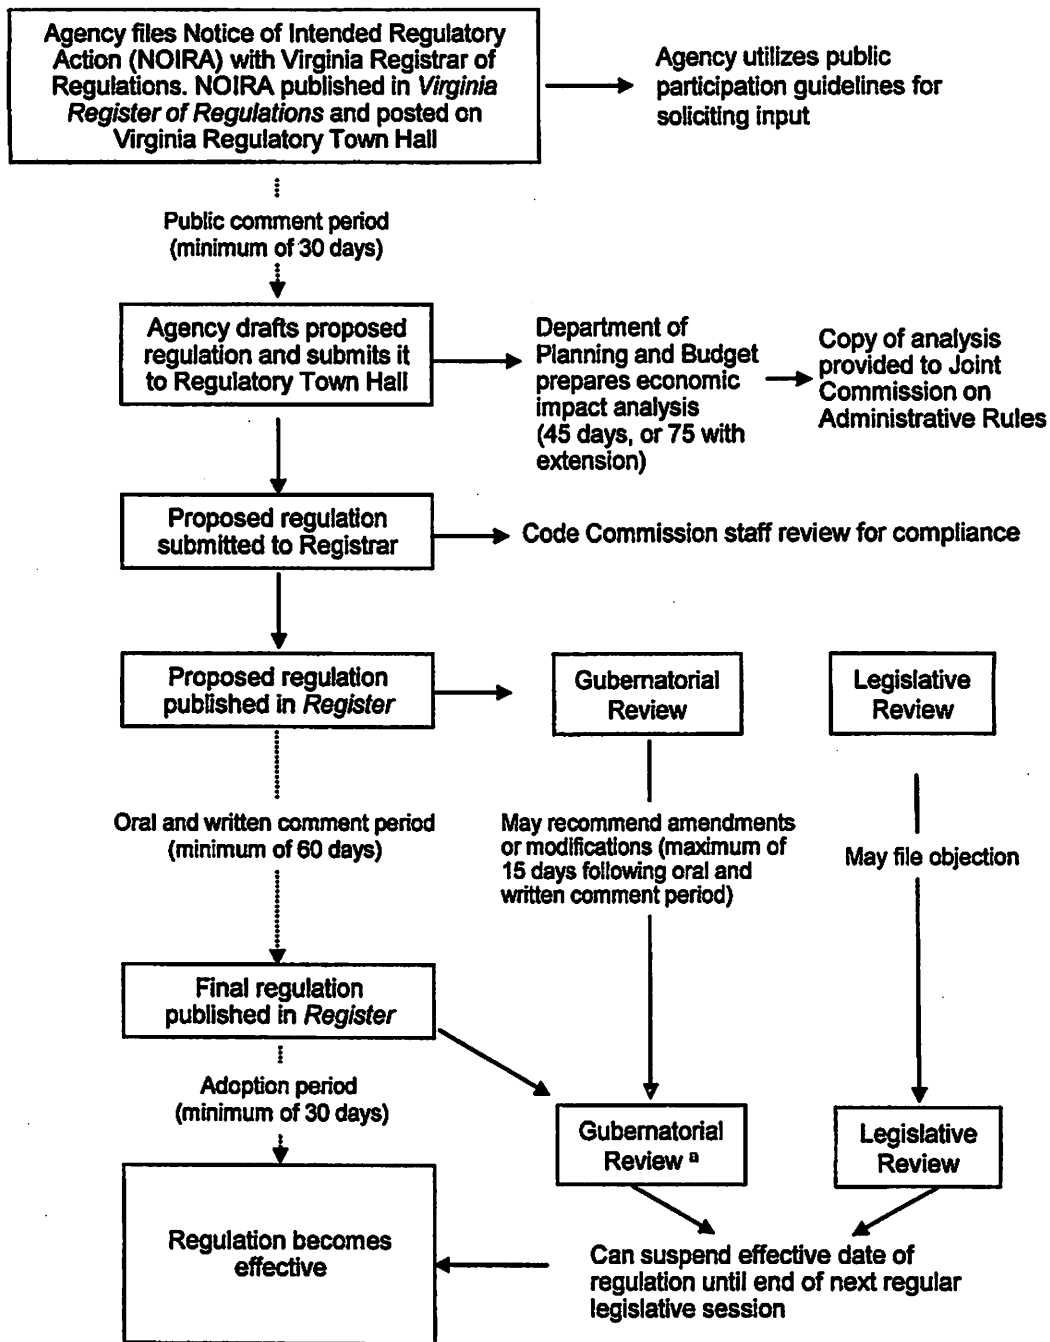 Agency files Notice of Intended Regulatory
Action (NOIRA) with Virginia Registrar of
Regulations. NOIRA published in Virginia
Register of Regulations and posted on
Virginia Regulatory Town Hall
Agency utilizes public
participation guidelines for
soliciting input
Public comment period
(minimum of 30 days)
Agency drafts proposed
regulation and submits it
to Regulatory Town Hall
Department of
Planning and Budget
prepares economic
impact analysis
(45 days, or 75 with
extension)
Copy of analysis
provided to Joint
Commission on
Administrative Rules
Proposed regulation
submitted to Registrar
Code Commission staff review for compliance
Proposed regulation
published in Register
Gubernatorial
Review
Legislative
Review
Oral and written comment period
(minimum of 60 days)
May recommend amendments
or modifications (maximum of
15 days following oral and
written comment period)
May file objection
Final regulation
published in Register
Adoption period
(minimum of 30 days)
Gubernatorial
Review a
Legislative
Review
Regulation becomes
effective
Can suspend effective date of
regulation until end of next regular
legislative session